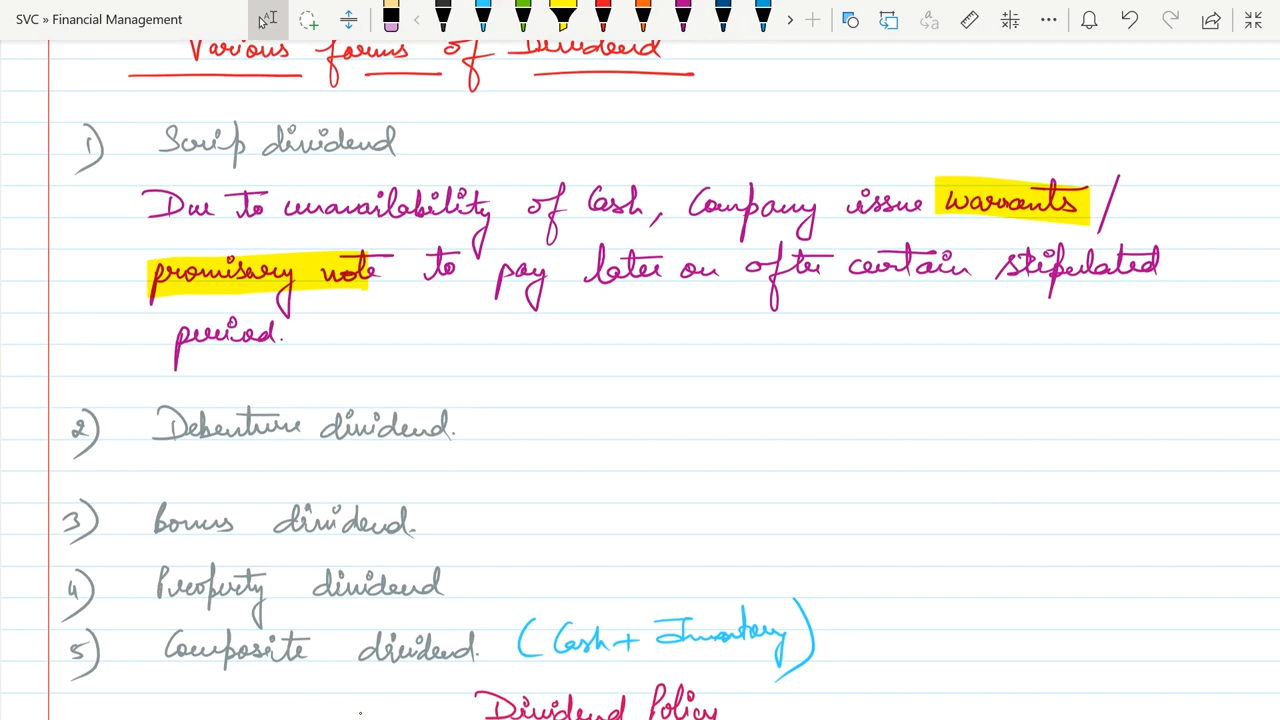 SVC » Financial Management
Various forms of Dividend
1) Scrip dividend
Due to unavailability of Cash, Company issue warrants /
promisary note to pay later on after certain stipulated
period.
2) Debenture dividend.
3) Bonus dividend.
4) Property dividend
5) Composite dividend. (Cash + Inventory)
Dividend Policy